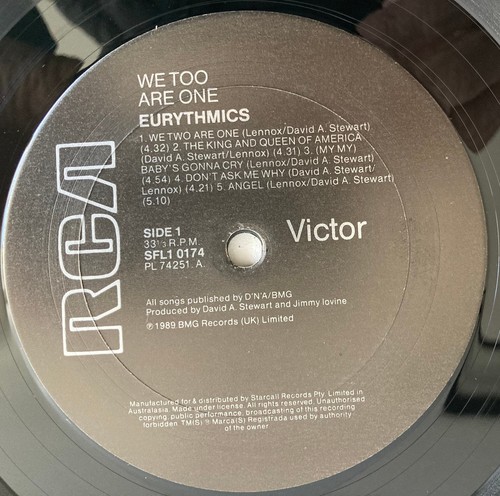 WE TOO
ARE ONE
EURYTHMICS
1. WE TWO ARE ONE (Lennox/David A. Stewart)
(4.32) 2. THE KING AND QUEEN OF AMERICA
(David A. Stewart/Lennox) (4.31) 3. (MY MY)
BABY'S GONNA CRY (Lennox/David A. Stewart)
(4.54) 4. DON'T ASK ME WHY (David A. Stewart/
Lennox) (4.21) 5. ANGEL (Lennox/David A. Stewart)
(5.10)
RCA
SIDE 1
33⅓ R.P.M.
SFL1 0174
PL 74251. A.
Victor
All songs published by D'N'A/BMG
Produced by David A. Stewart and Jimmy Iovine
℗ 1989 BMG Records (UK) Limited
Manufactured for & distributed by Starcall Records Pty. Limited in
Australasia. Made under license. All rights reserved. Unauthorised
copying, public performance, broadcasting of this recording
forbidden. TM(S) ® Marca(S) Registrada used by authority
of the owner